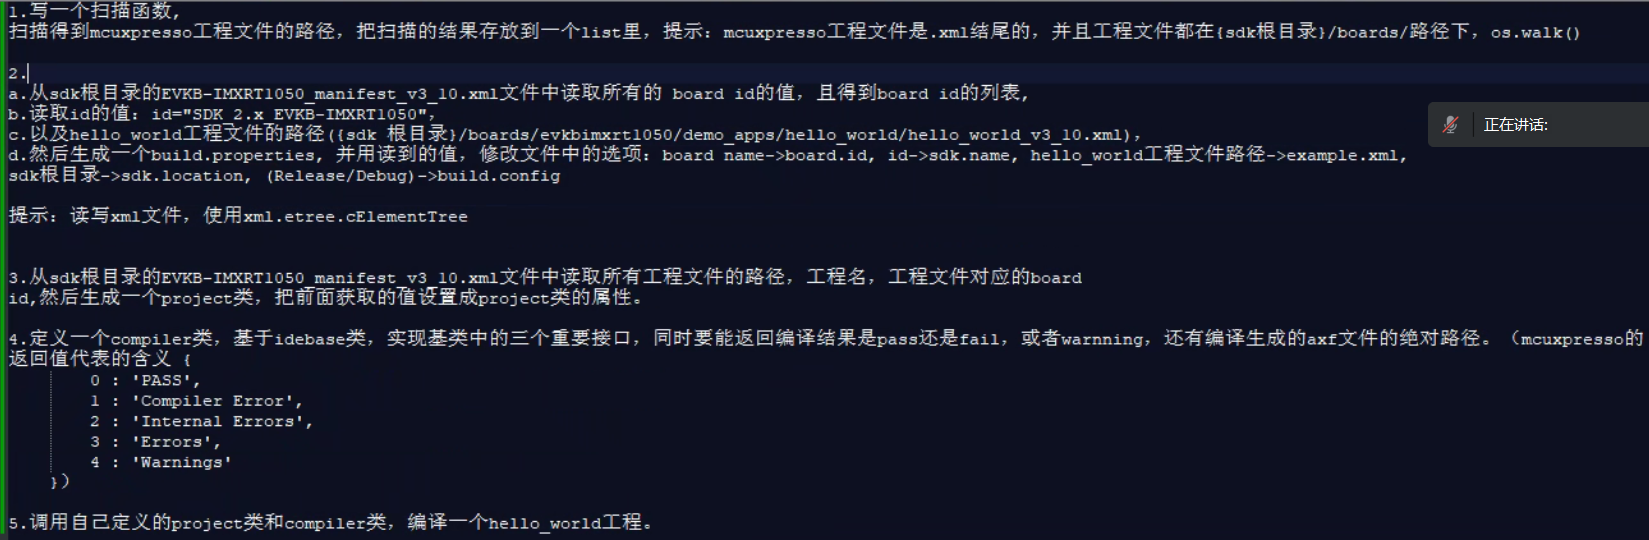 1.写一个扫描函数,
扫描得到mcuxpresso工程文件的路径，把扫描的结果存放到一个list里，提示：mcuxpresso工程文件是.xml结尾的，并且工程文件都在{sdk根目录}/boards/路径下，os.walk()
2.
a.从sdk根目录的EVKB-IMXRT1050_manifest_v3_10.xml文件中读取所有的 board id的值，且得到board id的列表,
b.读取id的值：id="SDK_2.x_EVKB-IMXRT1050",
c.以及hello_world工程文件的路径({sdk 根目录}/boards/evkbimxrt1050/demo_apps/hello_world/hello_world_v3_10.xml),
正在讲话:
d.然后生成一个build.properties, 并用读到的值，修改文件中的选项：board name->board.id, id->sdk.name, hello_world工程文件路径->example.xml,
sdk根目录->sdk.location, (Release/Debug)->build.config
提示：读写xml文件，使用xml.etree.cElementTree
3.从sdk根目录的EVKB-IMXRT1050_manifest_v3_10.xml文件中读取所有工程文件的路径，工程名，工程文件对应的board
id,然后生成一个project类，把前面获取的值设置成project类的属性。
4.定义一个compiler类，基于idebase类，实现基类中的三个重要接口，同时要能返回编译结果是pass还是fail，或者warnning，还有编译生成的axf文件的绝对路径。（mcuxpresso的
返回值代表的含义 {
0 : 'PASS',
1 : 'Compiler Error',
2 : 'Internal Errors',
3 : 'Errors',
4 : 'Warnings'
}）
5.调用自己定义的project类和compiler类，编译一个hello_world工程。